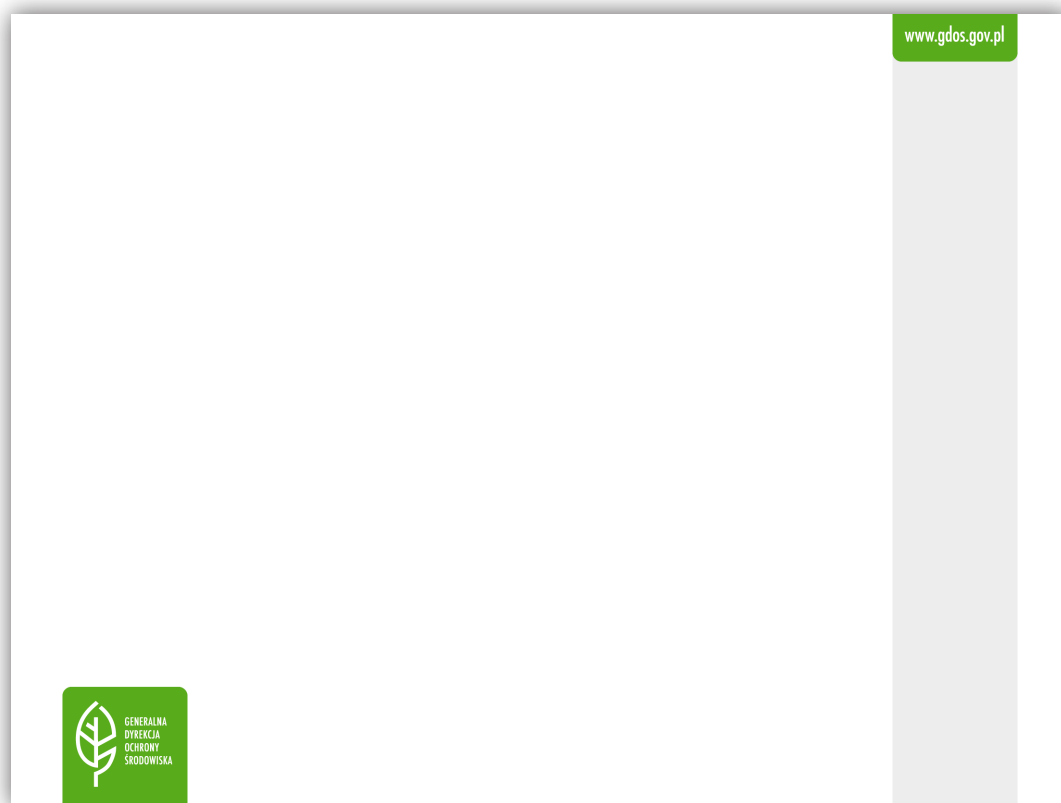 www.gdos.gov.pl
GENERALNA
DYREKCJA
OCHRONY
ŚRODOWISKA